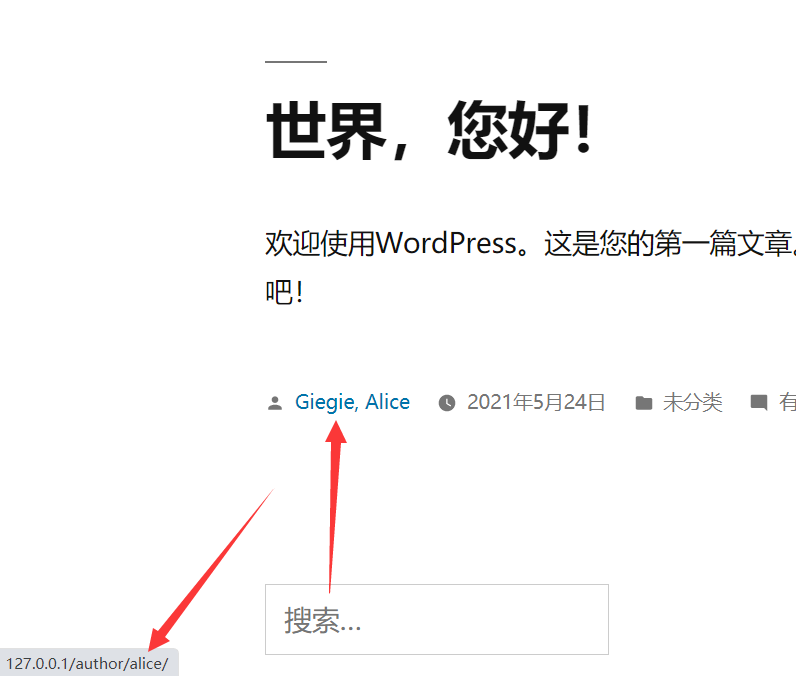 世界，您好！
欢迎使用WordPress。这是您的第一篇文章。
吧！
Giegie, Alice 2021年5月24日 未分类 有
搜索…
127.0.0.1/author/alice/